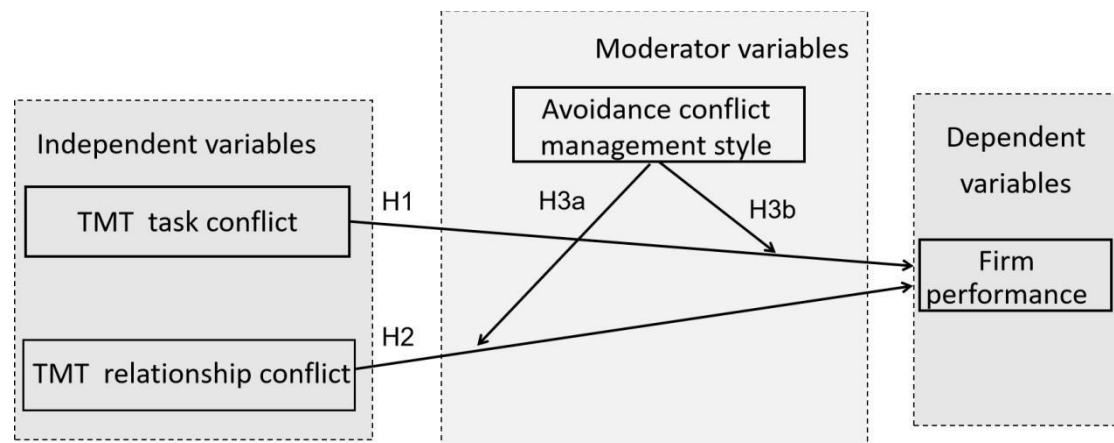 Moderator variables
Avoidance conflict
management style
Independent variables
TMT task conflict
TMT relationship conflict
H1
H2
H3a
H3b
Dependent
variables
Firm
performance